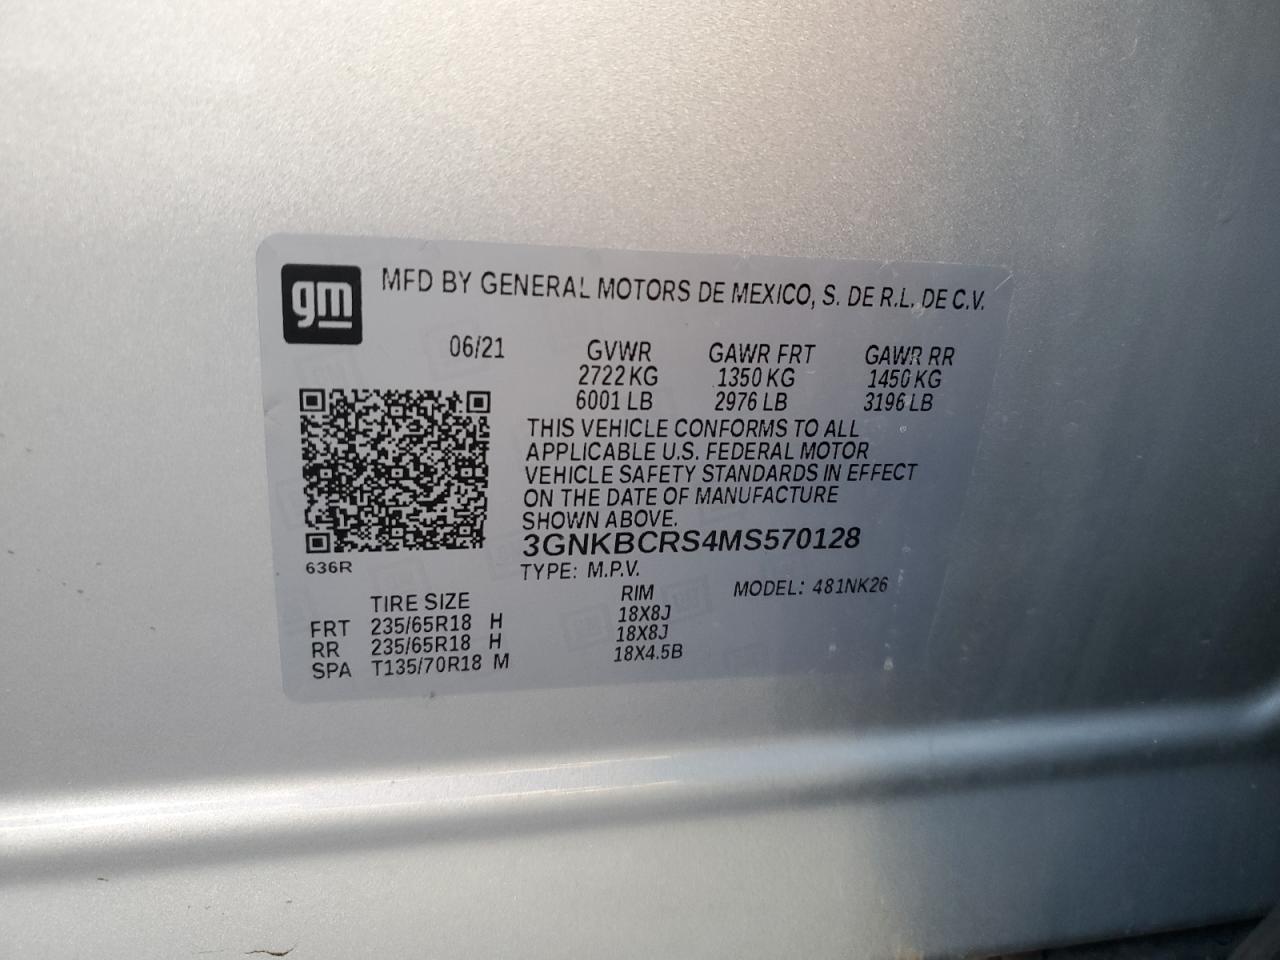 gm
MFD BY GENERAL MOTORS DE MEXICO, S. DE R.L. DE C.V.
06/21 GVWR GAWR FRT GAWR RR
2722 KG 1350 KG 1450 KG
6001 LB 2976 LB 3196 LB
THIS VEHICLE CONFORMS TO ALL
APPLICABLE U.S. FEDERAL MOTOR
VEHICLE SAFETY STANDARDS IN EFFECT
ON THE DATE OF MANUFACTURE
SHOWN ABOVE.
3GNKBCRS4MS570128
636R TYPE: M.P.V. MODEL: 481NK26
TIRE SIZE RIM
FRT 235/65R18 H 18X8J
RR 235/65R18 H 18X8J
SPA T135/70R18 M 18X4.5B